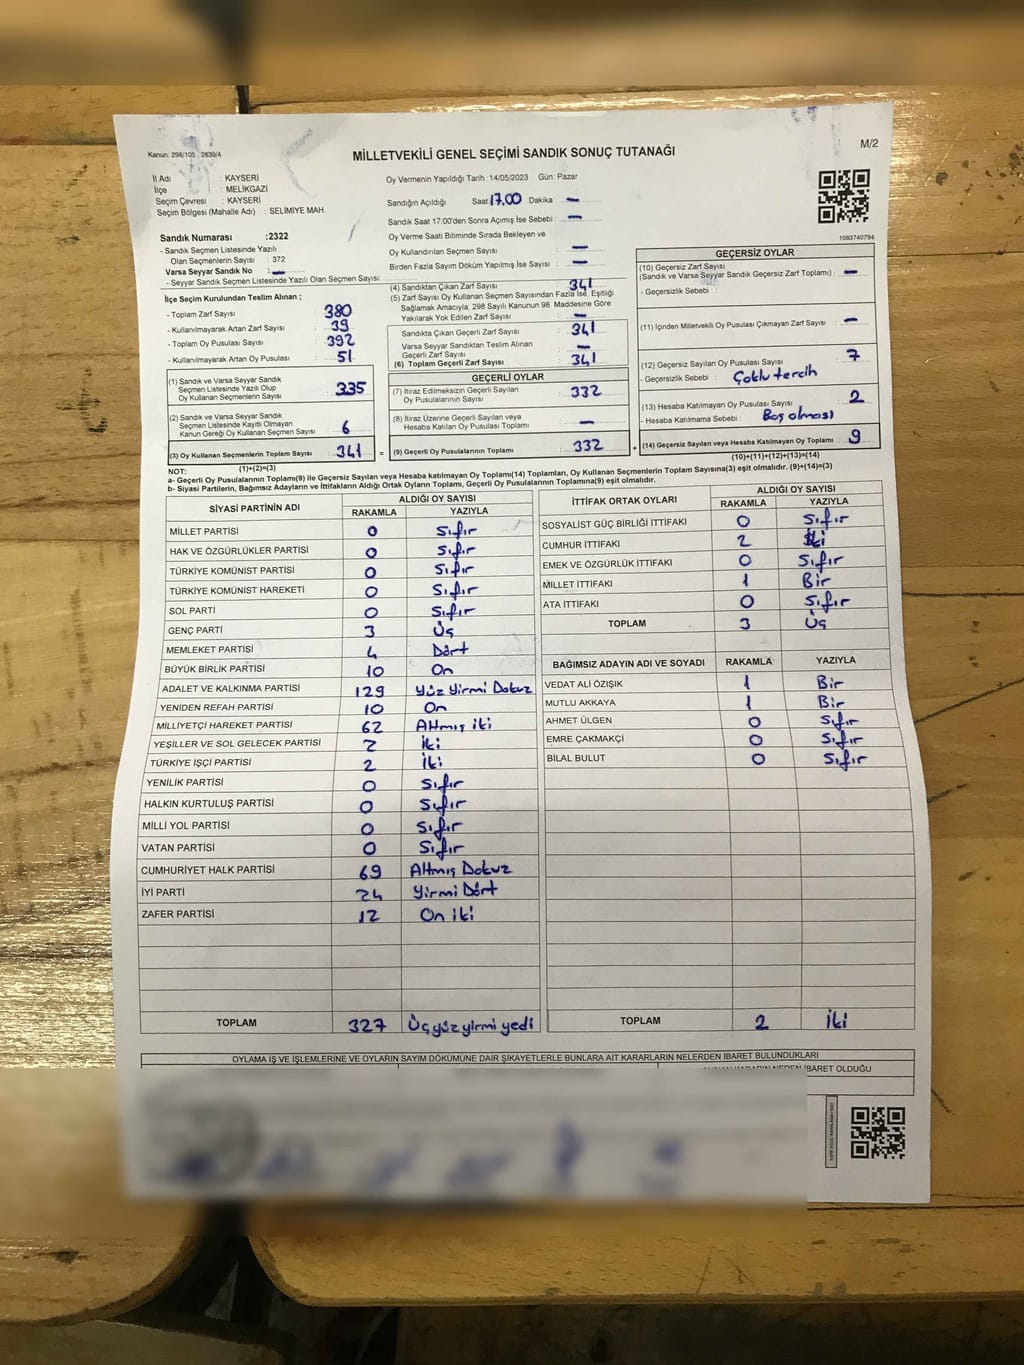 Kanun: 298/105, 2839/4
MİLLETVEKİLİ GENEL SEÇİMİ SANDIK SONUÇ TUTANAĞI
M/2
İl Adı : KAYSERİ
İlçe : MELİKGAZİ
Seçim Çevresi : KAYSERİ
Seçim Bölgesi (Mahalle Adı) : SELİMİYE MAH.
Sandık Numarası :2322
- Sandık Seçmen Listesinde Yazılı
Olan Seçmenlerin Sayısı : 372
Varsa Seyyar Sandık No : —
- Seyyar Sandık Seçmen Listesinde Yazılı Olan Seçmen Sayısı:
İlçe Seçim Kurulundan Teslim Alınan ;
- Toplam Zarf Sayısı : 380
- Kullanılmayarak Artan Zarf Sayısı : 39
- Toplam Oy Pusulası Sayısı : 392
- Kullanılmayarak Artan Oy Pusulası : 51
(1) Sandık ve Varsa Seyyar Sandık
Seçmen Listesinde Yazılı Olup
Oy Kullanan Seçmenlerin Sayısı 335
(2) Sandık ve Varsa Seyyar Sandık
Seçmen Listesinde Kayıtlı Olmayan
Kanun Gereği Oy Kullanan Seçmen Sayısı 6
(3) Oy Kullanan Seçmenlerin Toplam Sayısı 341
Oy Vermenin Yapıldığı Tarih : 14/05/2023 Gün: Pazar
Sandığın Açıldığı Saat 17.00 Dakika : —
Sandık Saat 17:00'den Sonra Açılmış İse Sebebi : —
Oy Verme Saati Bitiminde Sırada Bekleyen ve
Oy Kullandırılan Seçmen Sayısı —
Birden Fazla Sayım Döküm Yapılmış İse Sayısı : —
(4) Sandıktan Çıkan Zarf Sayısı : 341
(5) Zarf Sayısı Oy Kullanan Seçmen Sayısından Fazla İse, Eşitliği
Sağlamak Amacıyla; 298 Sayılı Kanunun 98. Maddesine Göre
Yakılarak Yok Edilen Zarf Sayısı : —
Sandıkta Çıkan Geçerli Zarf Sayısı : 341
Varsa Seyyar Sandıktan Teslim Alınan
Geçerli Zarf Sayısı : —
(6) Toplam Geçerli Zarf Sayısı : 341
GEÇERLİ OYLAR
(7) İtiraz Edilmeksizin Geçerli Sayılan
Oy Pusulalarının Sayısı : 332
(8) İtiraz Üzerine Geçerli Sayılan veya
Hesaba Katılan Oy Pusulası Toplamı : —
= (9) Geçerli Oy Pusulalarının Toplamı : 332
1083740794
GEÇERSİZ OYLAR
(10) Geçersiz Zarf Sayısı
(Sandık ve Varsa Seyyar Sandık Geçersiz Zarf Toplamı) : —
- Geçersizlik Sebebi :
(11) İçinden Milletvekili Oy Pusulası Çıkmayan Zarf Sayısı : —
(12) Geçersiz Sayılan Oy Pusulası Sayısı : 7
- Geçersizlik Sebebi : Çoklu tercih
(13) Hesaba Katılmayan Oy Pusulası Sayısı : 2
- Hesaba Katılmama Sebebi : Boş olması
+ (14) Geçersiz Sayılan veya Hesaba Katılmayan Oy Toplamı : 9
NOT: (1)+(2)=(3)
(10)+(11)+(12)+(13)=(14)
a- Geçerli Oy Pusulalarının Toplamı(9) ile Geçersiz Sayılan veya Hesaba Katılmayan Oy Toplamı(14) Toplamları, Oy Kullanan Seçmenlerin Toplam Sayısına(3) eşit olmalıdır. (9)+(14)=(3)
b- Siyasi Partilerin, Bağımsız Adayların ve İttifakların Aldığı Ortak Oyların Toplamı, Geçerli Oy Pusulalarının Toplamına(9) eşit olmalıdır.
SİYASİ PARTİNİN ADI
ALDIĞI OY SAYISI
RAKAMLA YAZIYLA
MİLLET PARTİSİ 0 Sıfır
HAK VE ÖZGÜRLÜKLER PARTİSİ 0 Sıfır
TÜRKİYE KOMÜNİST PARTİSİ 0 Sıfır
TÜRKİYE KOMÜNİST HAREKETİ 0 Sıfır
SOL PARTİ 0 Sıfır
GENÇ PARTİ 3 Üç
MEMLEKET PARTİSİ 4 Dört
BÜYÜK BİRLİK PARTİSİ 10 On
ADALET VE KALKINMA PARTİSİ 129 Yüz Yirmi Dokuz
YENİDEN REFAH PARTİSİ 10 On
MİLLİYETÇİ HAREKET PARTİSİ 62 Altmış iki
YEŞİLLER VE SOL GELECEK PARTİSİ 2 İki
TÜRKİYE İŞÇİ PARTİSİ 2 İki
YENİLİK PARTİSİ 0 Sıfır
HALKIN KURTULUŞ PARTİSİ 0 Sıfır
MİLLİ YOL PARTİSİ 0 Sıfır
VATAN PARTİSİ 0 Sıfır
CUMHURİYET HALK PARTİSİ 69 Altmış Dokuz
İYİ PARTİ 24 Yirmi Dört
ZAFER PARTİSİ 12 On iki
TOPLAM 327 Üçyüz yirmi yedi
İTTİFAK ORTAK OYLARI
ALDIĞI OY SAYISI
RAKAMLA YAZIYLA
SOSYALİST GÜÇ BİRLİĞİ İTTİFAKI 0 Sıfır
CUMHUR İTTİFAKI 2 İki
EMEK VE ÖZGÜRLÜK İTTİFAKI 0 Sıfır
MİLLET İTTİFAKI 1 Bir
ATA İTTİFAKI 0 Sıfır
TOPLAM 3 Üç
BAĞIMSIZ ADAYIN ADI VE SOYADI RAKAMLA YAZIYLA
VEDAT ALİ ÖZIŞIK 1 Bir
MUTLU AKKAYA 1 Bir
AHMET ÜLGEN 0 Sıfır
EMRE ÇAKMAKÇİ 0 Sıfır
BİLAL BULUT 0 Sıfır
TOPLAM 2 İki
OYLAMA İŞ VE İŞLEMLERİNE VE OYLARIN SAYIM DÖKÜMÜNE DAİR ŞİKAYETLERLE BUNLARA AİT KARARLARIN NELERDEN İBARET BULUNDUKLARI
İBARET OLDUĞU